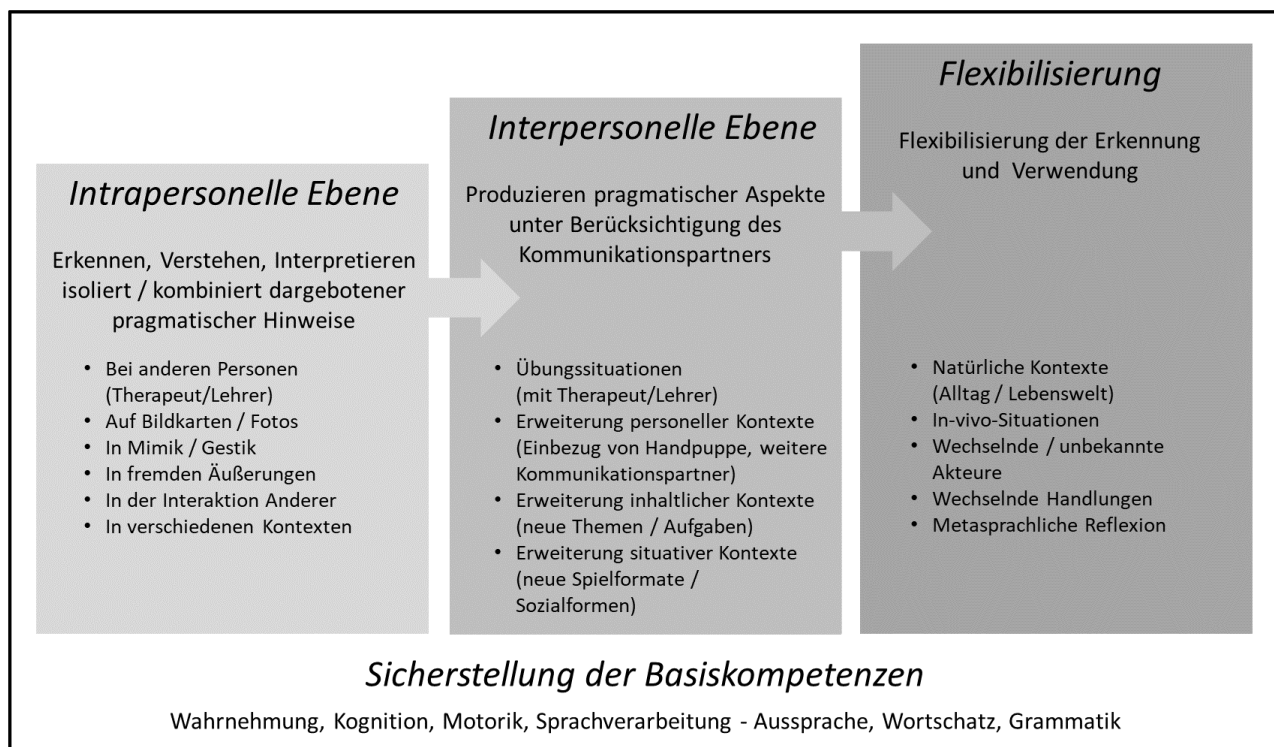 Intrapersonelle Ebene
Erkennen, Verstehen, Interpretieren
isoliert / kombiniert dargebotener
pragmatischer Hinweise
• Bei anderen Personen
(Therapeut/Lehrer)
• Auf Bildkarten / Fotos
• In Mimik / Gestik
• In fremden Äußerungen
• In der Interaktion Anderer
• In verschiedenen Kontexten
Interpersonelle Ebene
Produzieren pragmatischer Aspekte
unter Berücksichtigung des
Kommunikationspartners
• Übungssituationen
(mit Therapeut/Lehrer)
• Erweiterung personeller Kontexte
(Einbezug von Handpuppe, weitere
Kommunikationspartner)
• Erweiterung inhaltlicher Kontexte
(neue Themen / Aufgaben)
• Erweiterung situativer Kontexte
(neue Spielformate /
Sozialformen)
Flexibilisierung
Flexibilisierung der Erkennung
und Verwendung
• Natürliche Kontexte
(Alltag / Lebenswelt)
• In-vivo-Situationen
• Wechselnde / unbekannte
Akteure
• Wechselnde Handlungen
• Metasprachliche Reflexion
Sicherstellung der Basiskompetenzen
Wahrnehmung, Kognition, Motorik, Sprachverarbeitung - Aussprache, Wortschatz, Grammatik